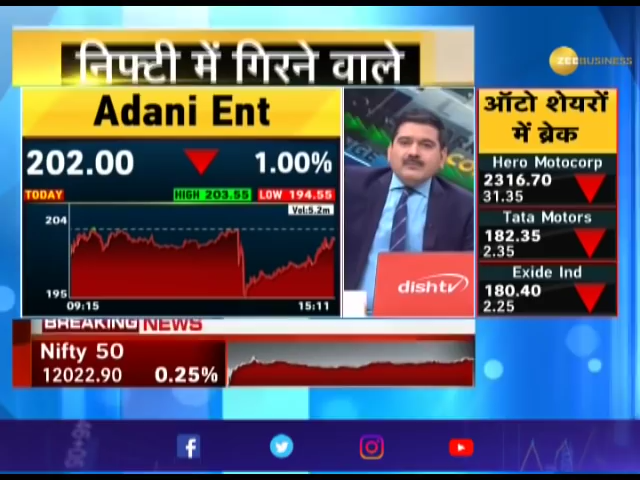 निफ्टी में गिरने वाले
ZEE BUSINESS
Adani Ent
202.00 1.00%
TODAY HIGH 203.55 LOW 194.55
Vol:5.2m
204
195
09:15 15:11
dishtv
ऑटो शेयरों
में ब्रेक
Hero Motocorp
2316.70
31.35
Tata Motors
182.35
2.35
Exide Ind
180.40
2.25
BREAKING NEWS
Nifty 50
12022.90 0.25%